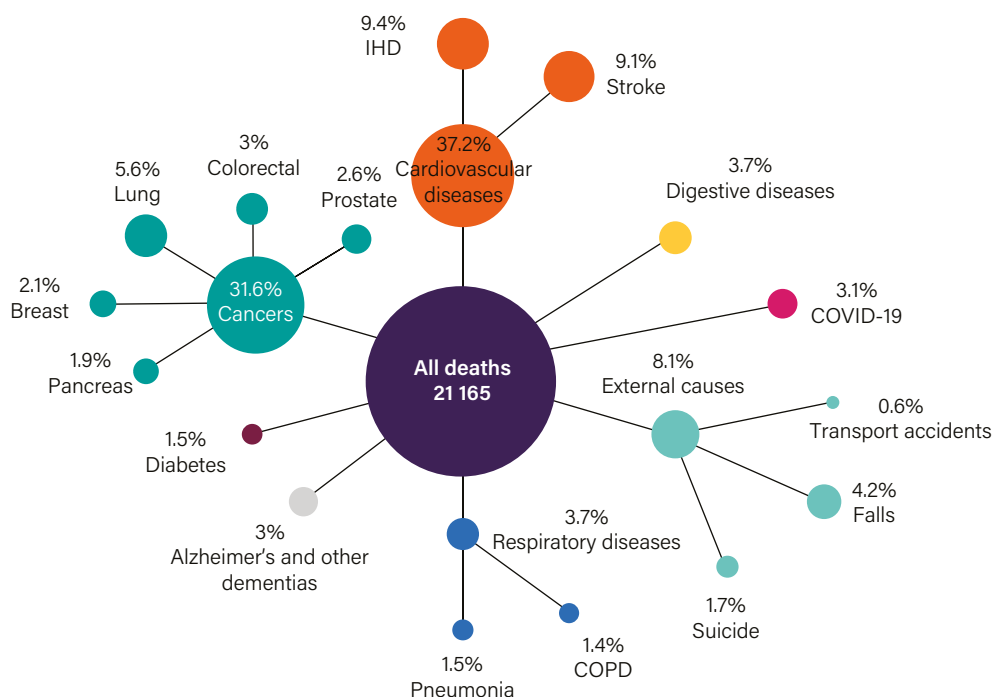 9.4%
IHD
9.1%
Stroke
37.2%
Cardiovascular
diseases
3%
Colorectal
5.6%
Lung
2.6%
Prostate
2.1%
Breast
31.6%
Cancers
1.9%
Pancreas
3.7%
Digestive diseases
3.1%
COVID-19
All deaths
21 165
8.1%
External causes
0.6%
Transport accidents
4.2%
Falls
1.7%
Suicide
1.5%
Diabetes
3%
Alzheimer's and other
dementias
3.7%
Respiratory diseases
1.4%
COPD
1.5%
Pneumonia